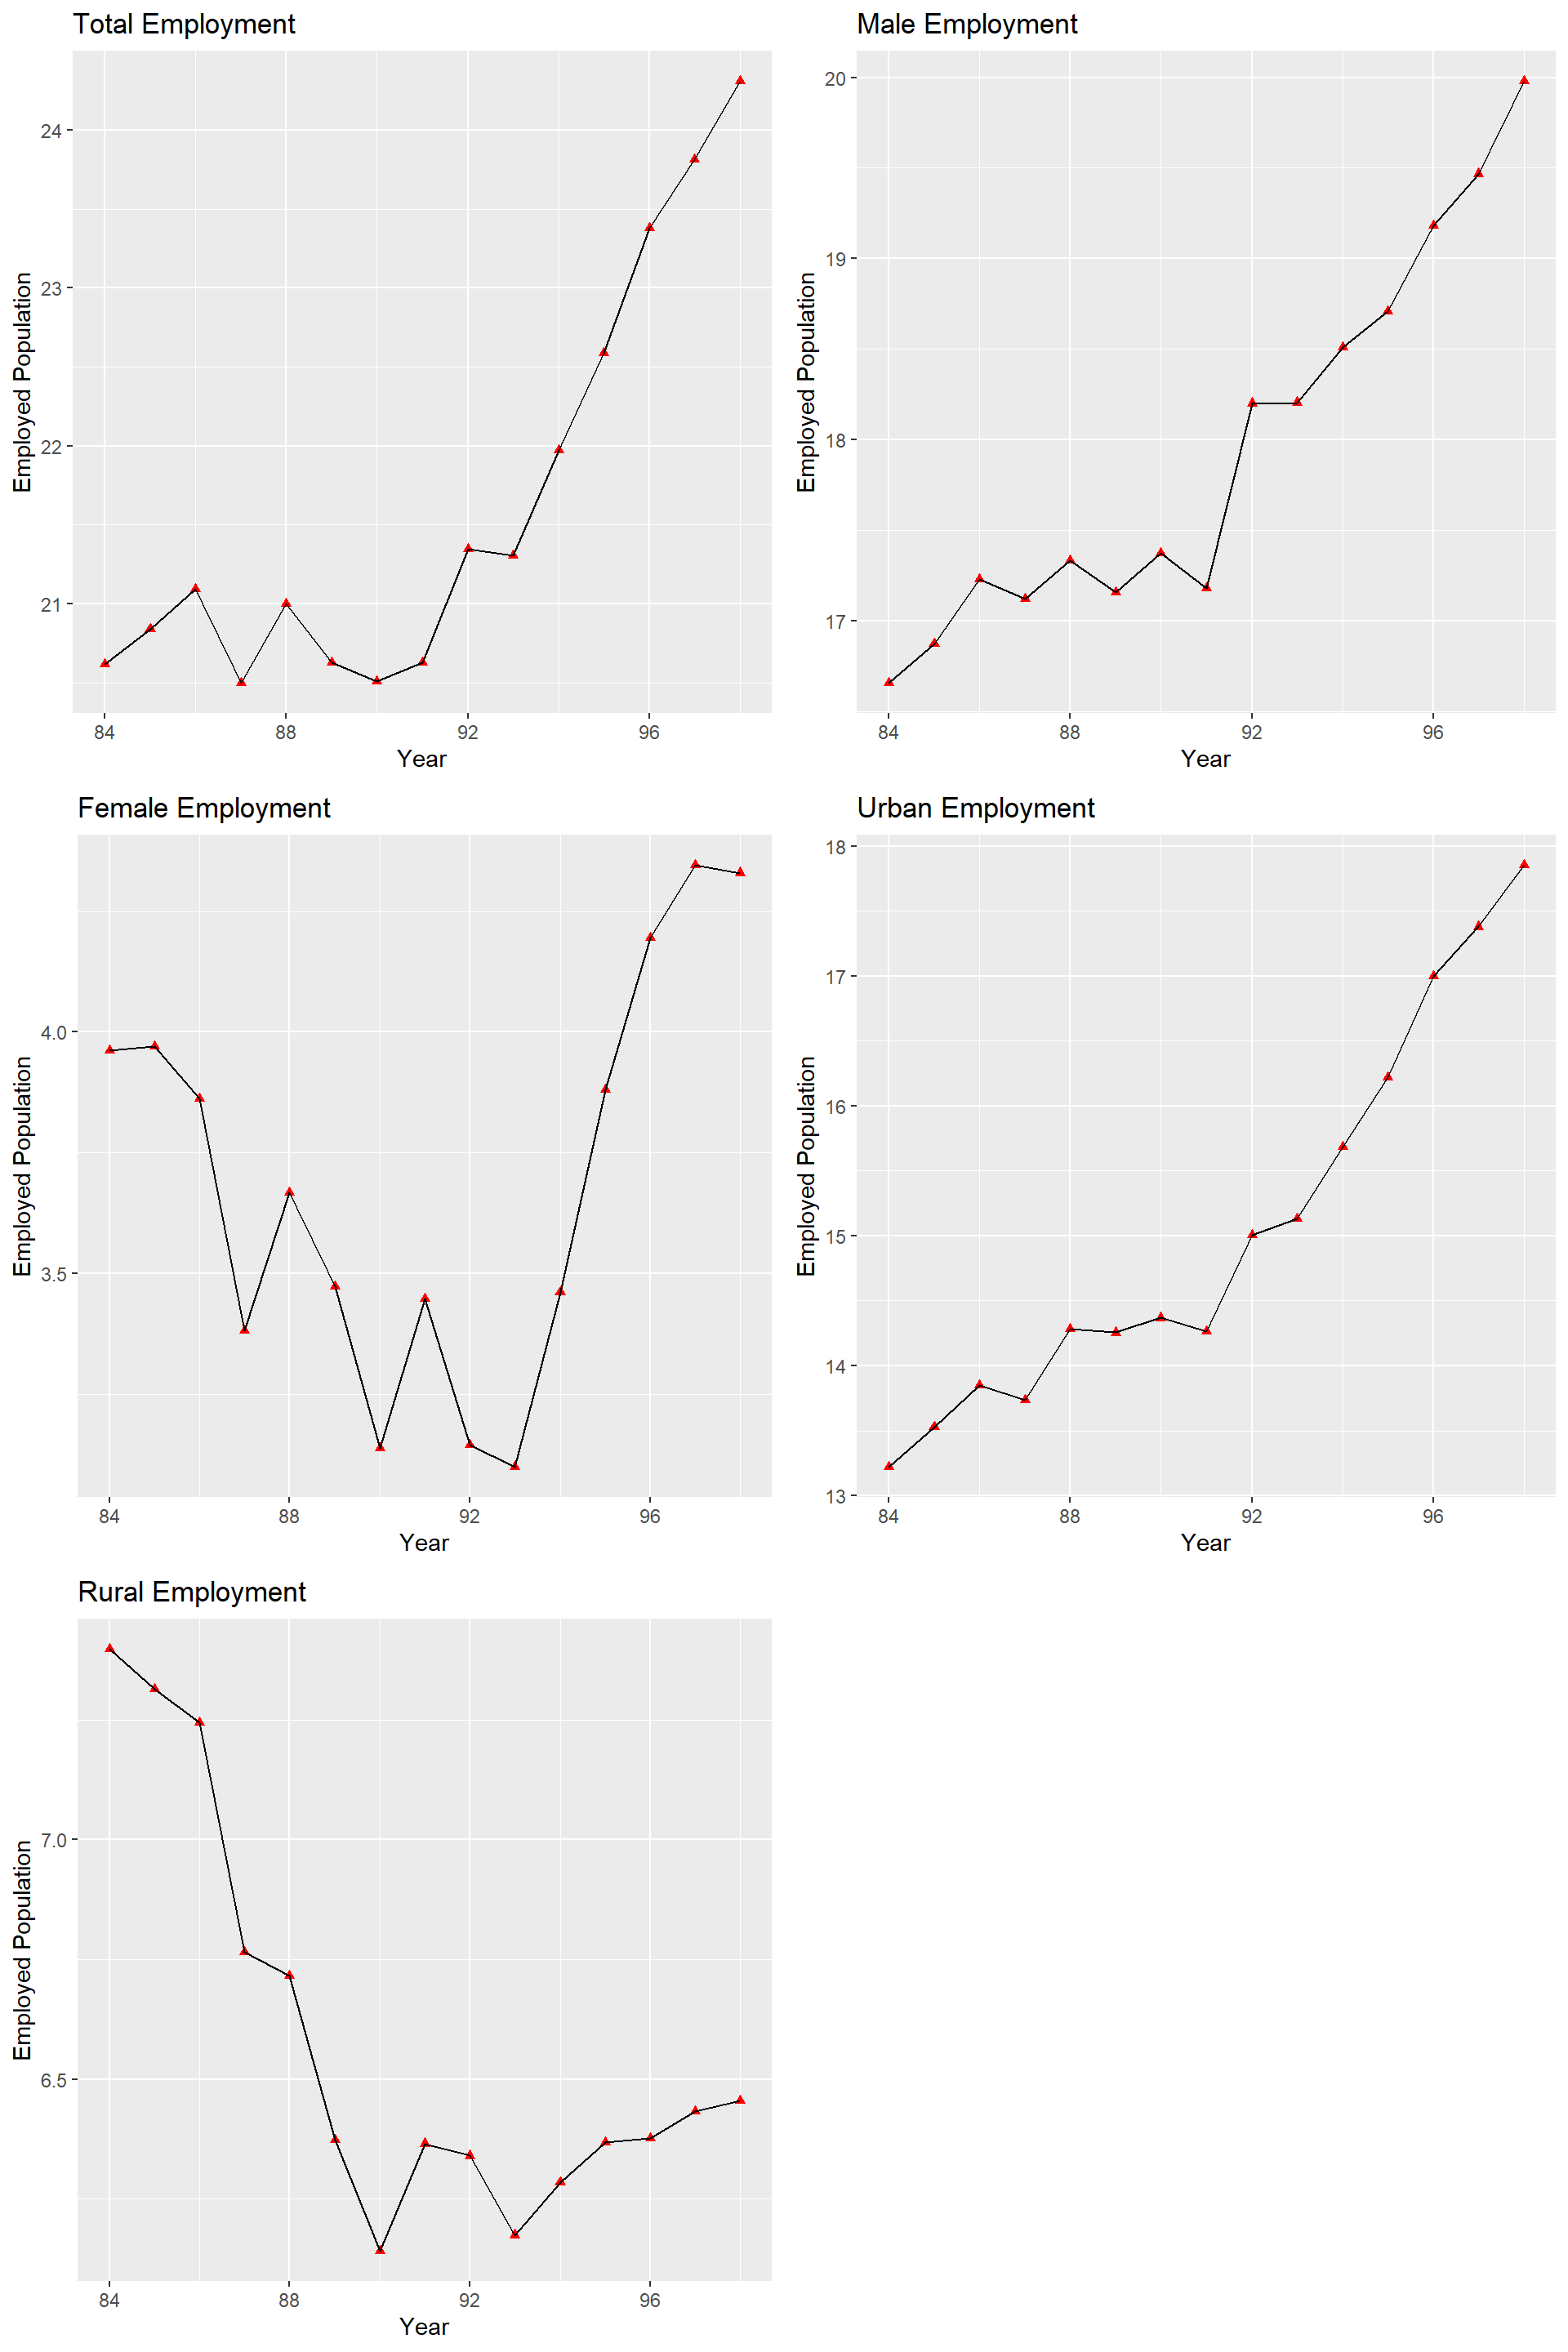 Total Employment
Employed Population
24
23
22
21
84 88 92 96
Year
Male Employment
Employed Population
20
19
18
17
84 88 92 96
Year
Female Employment
Employed Population
4.0
3.5
84 88 92 96
Year
Urban Employment
Employed Population
18
17
16
15
14
13
84 88 92 96
Year
Rural Employment
Employed Population
7.0
6.5
84 88 92 96
Year